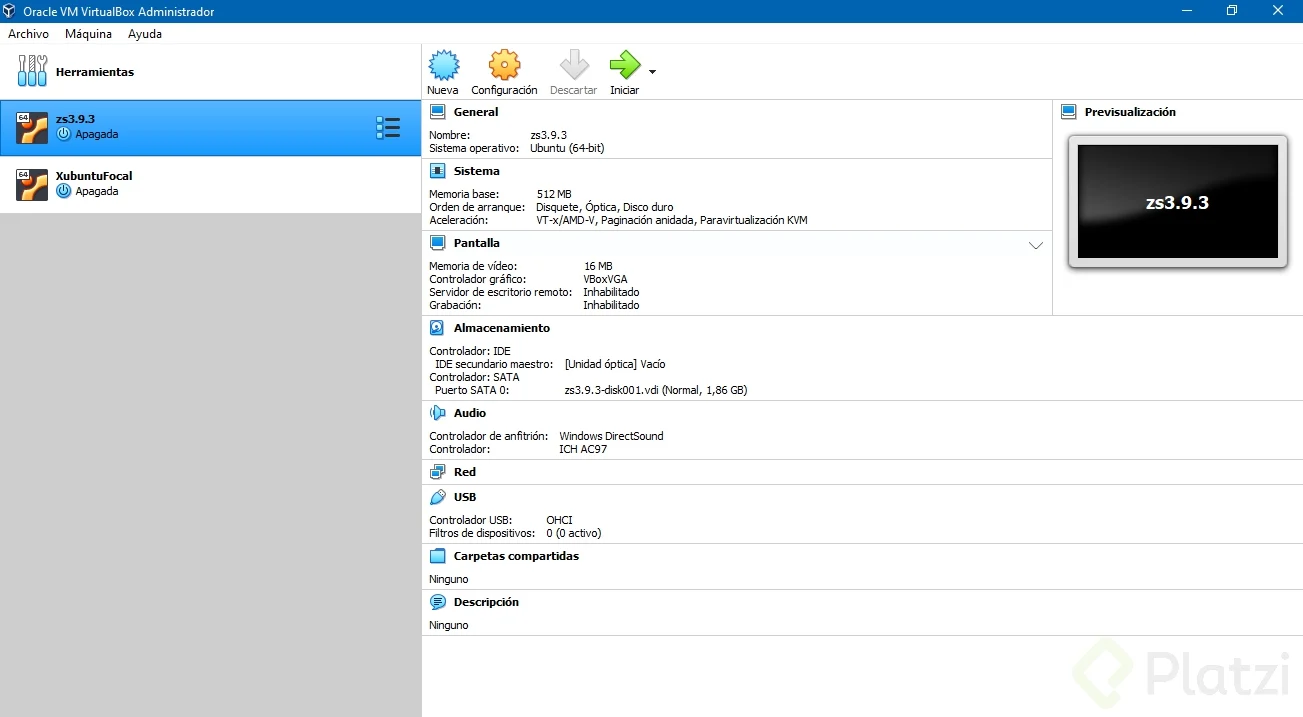 Oracle VM VirtualBox Administrador
Archivo Máquina Ayuda
Herramientas
64
zs3.9.3
Apagada
64
XubuntuFocal
Apagada
Nueva Configuración Descartar Iniciar
General
Nombre: zs3.9.3
Sistema operativo: Ubuntu (64-bit)
Sistema
Memoria base: 512 MB
Orden de arranque: Disquete, Óptica, Disco duro
Aceleración: VT-x/AMD-V, Paginación anidada, Paravirtualización KVM
Pantalla
Memoria de vídeo: 16 MB
Controlador gráfico: VBoxVGA
Servidor de escritorio remoto: Inhabilitado
Grabación: Inhabilitado
Previsualización
zs3.9.3
Almacenamiento
Controlador: IDE
IDE secundario maestro: [Unidad óptica] Vacío
Controlador: SATA
Puerto SATA 0: zs3.9.3-disk001.vdi (Normal, 1,86 GB)
Audio
Controlador de anfitrión: Windows DirectSound
Controlador: ICH AC97
Red
USB
Controlador USB: OHCI
Filtros de dispositivos: 0 (0 activo)
Carpetas compartidas
Ninguno
Descripción
Ninguno
Platzi